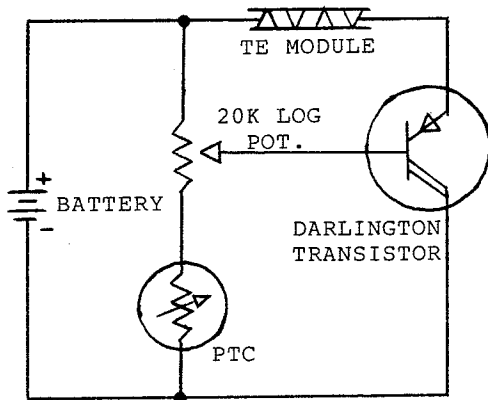 TE MODULE
20K LOG
POT.
+
BATTERY
-
DARLINGTON
TRANSISTOR
PTC